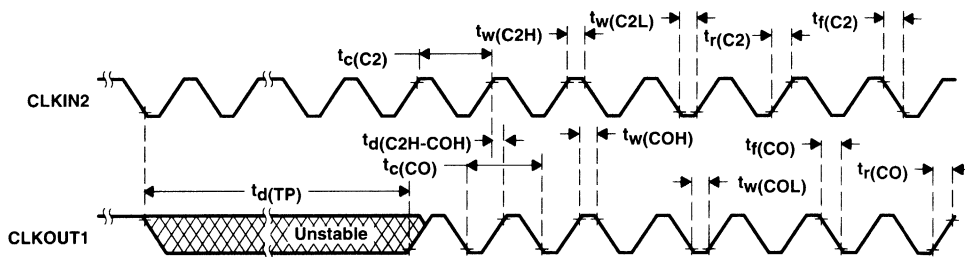 tw(C2H)
tw(C2L)
tr(C2)
tf(C2)
tc(C2)
CLKIN2
td(C2H-COH)
tc(CO)
tw(COH)
tf(CO)
tr(CO)
td(TP)
tw(COL)
CLKOUT1
Unstable